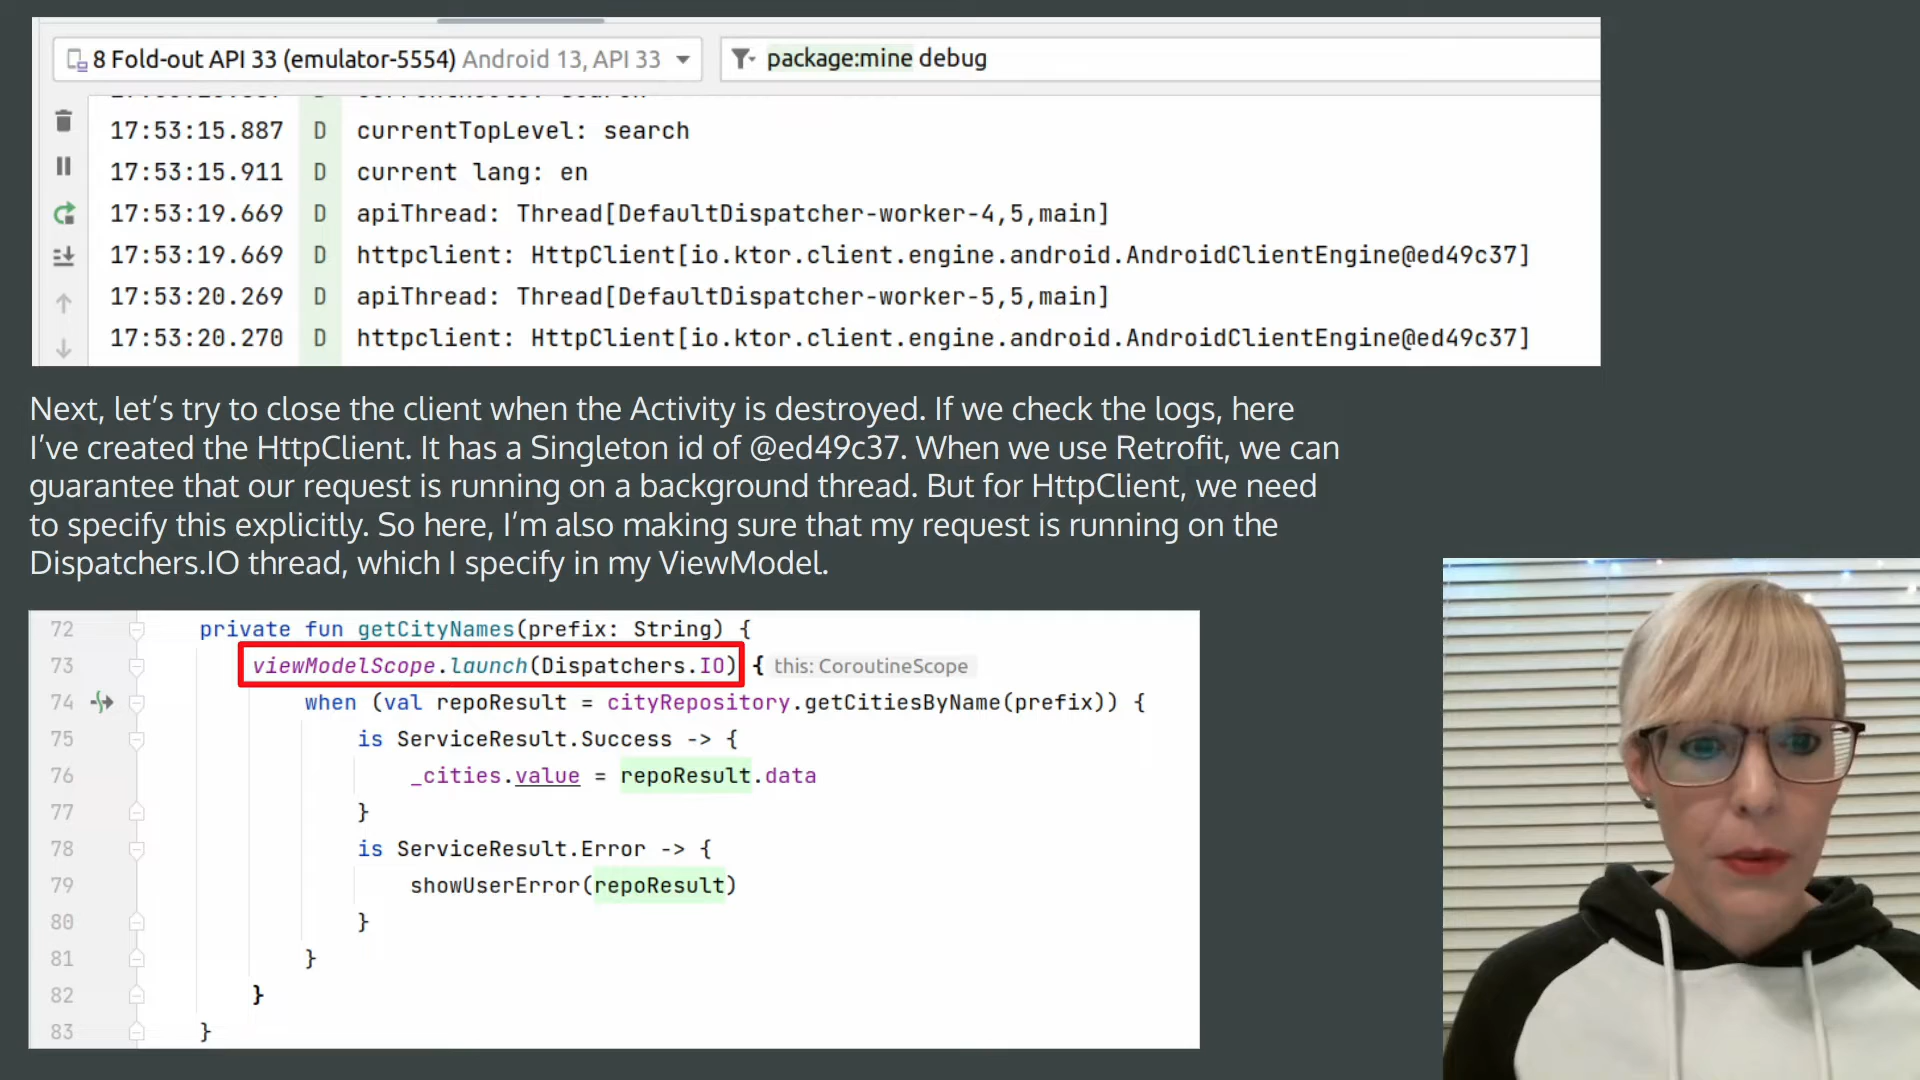 8 Fold-out API 33 (emulator-5554) Android 13, API 33
package:mine debug
17:53:15.887 D currentTopLevel: search
17:53:15.911 D current lang: en
17:53:19.669 D apiThread: Thread[DefaultDispatcher-worker-4,5,main]
17:53:19.669 D httpclient: HttpClient[io.ktor.client.engine.android.AndroidClientEngine@ed49c37]
17:53:20.269 D apiThread: Thread[DefaultDispatcher-worker-5,5,main]
17:53:20.270 D httpclient: HttpClient[io.ktor.client.engine.android.AndroidClientEngine@ed49c37]
Next, let’s try to close the client when the Activity is destroyed. If we check the logs, here
I’ve created the HttpClient. It has a Singleton id of @ed49c37. When we use Retrofit, we can
guarantee that our request is running on a background thread. But for HttpClient, we need
to specify this explicitly. So here, I’m also making sure that my request is running on the
Dispatchers.IO thread, which I specify in my ViewModel.
72 private fun getCityNames(prefix: String) {
73 viewModelScope.launch(Dispatchers.IO) { this: CoroutineScope
74 when (val repoResult = cityRepository.getCitiesByName(prefix)) {
75 is ServiceResult.Success -> {
76 _cities.value = repoResult.data
77 }
78 is ServiceResult.Error -> {
79 showUserError(repoResult)
80 }
81 }
82 }
83 }